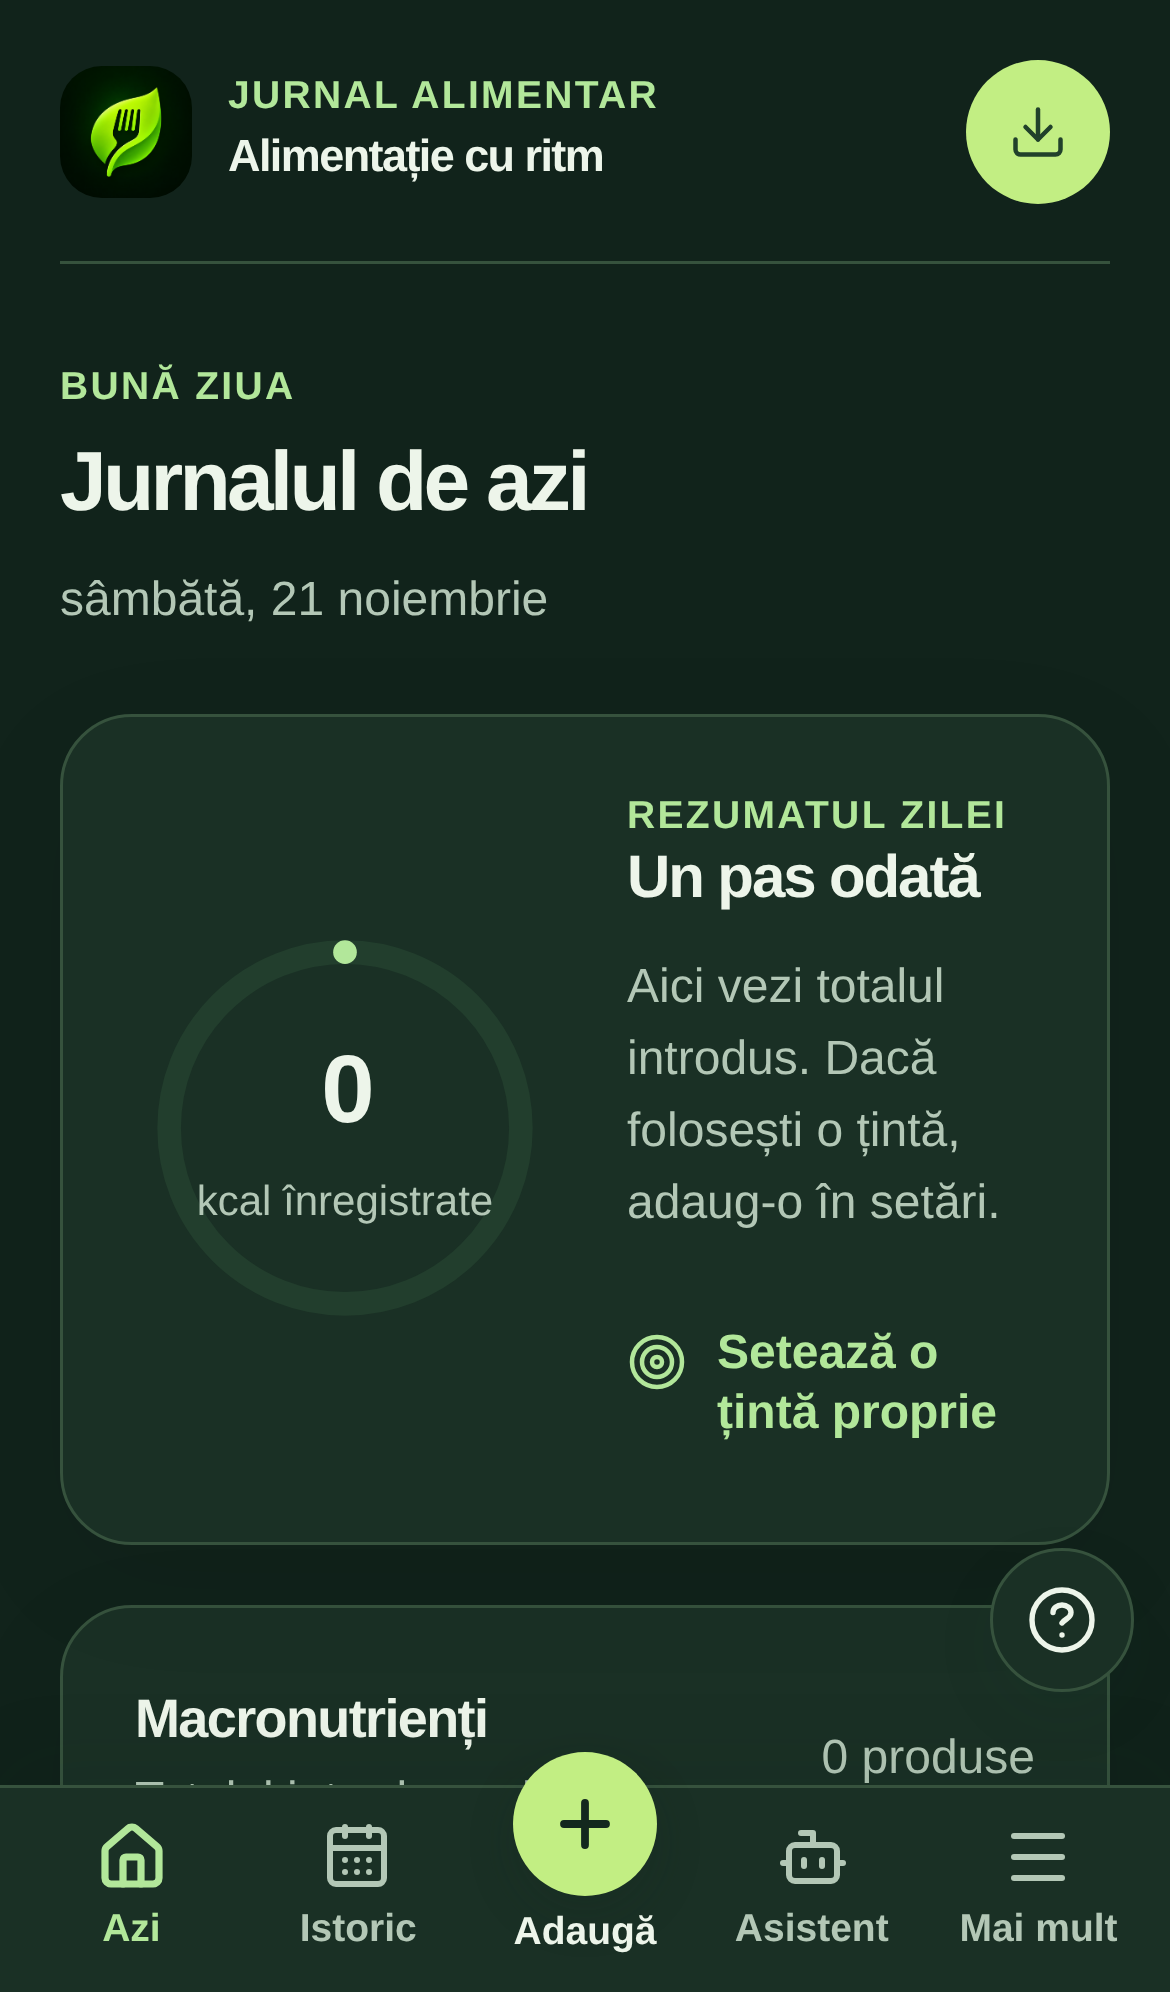 JURNAL ALIMENTAR
Alimentație cu ritm
BUNĂ ZIUA
Jurnalul de azi
sâmbătă, 21 noiembrie
REZUMATUL ZILEI
Un pas odată
Aici vezi totalul
introdus. Dacă
folosești o țintă,
adaug-o în setări.
0
kcal înregistrate
Setează o
țintă proprie
Macronutrienți
0 produse
Azi
Istoric
Adaugă
Asistent
Mai mult